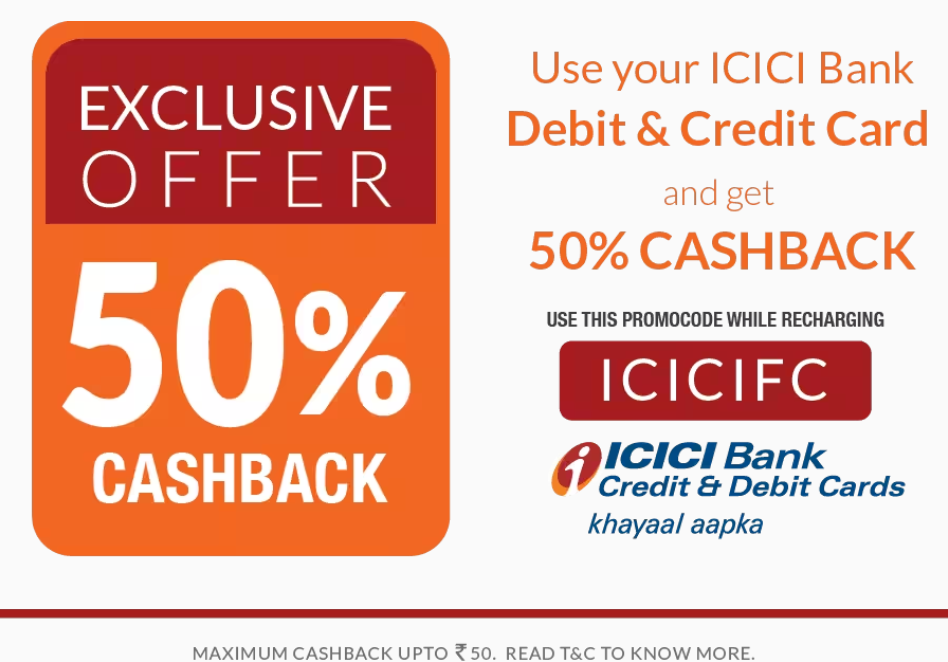 EXCLUSIVE
OFFER
50%
CASHBACK
Use your ICICI Bank
Debit & Credit Card
and get
50% CASHBACK
USE THIS PROMOCODE WHILE RECHARGING
ICICIFC
ICICI Bank
Credit & Debit Cards
khayaal aapka
MAXIMUM CASHBACK UPTO ₹ 50. READ T&C TO KNOW MORE.